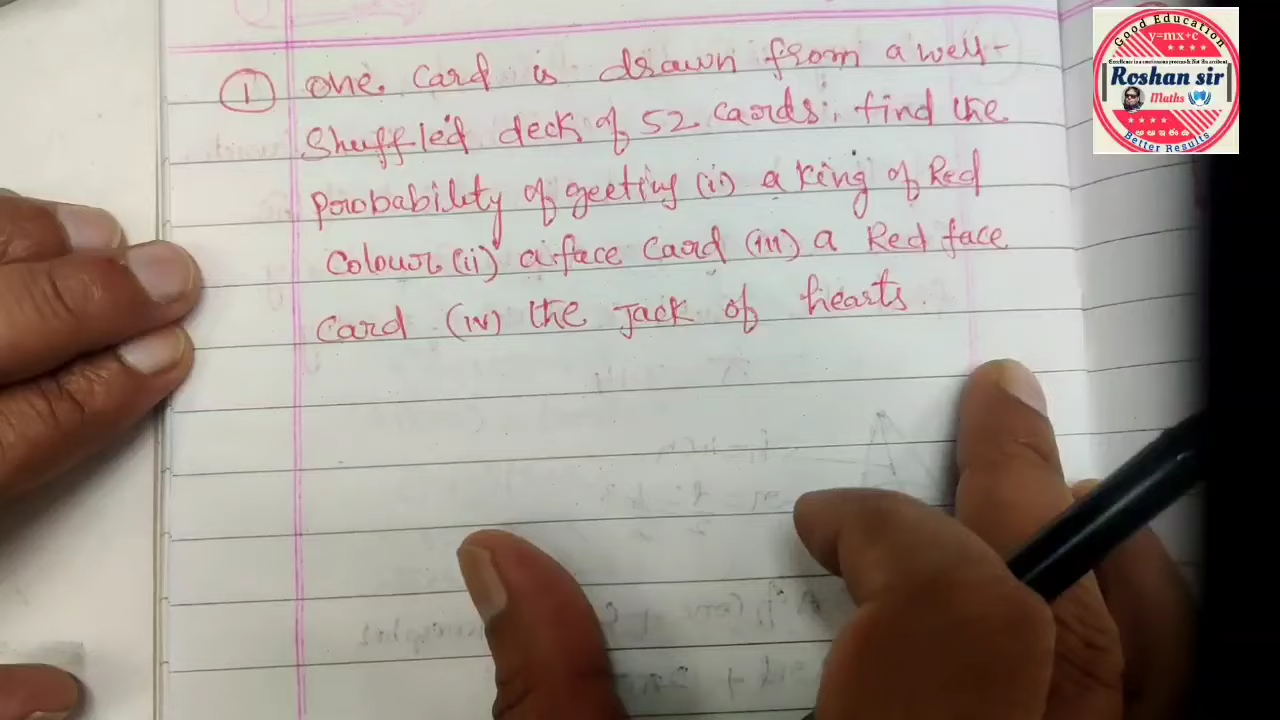 ① one card is drawn from a well-
shuffled deck of 52 cards. find the
probability of geeting (i) a king of Red
colour (ii) a face card (iii) a Red face
card (iv) the Jack of hearts.
Good Education
y=mx+c
Roshan sir
Maths
Better Results